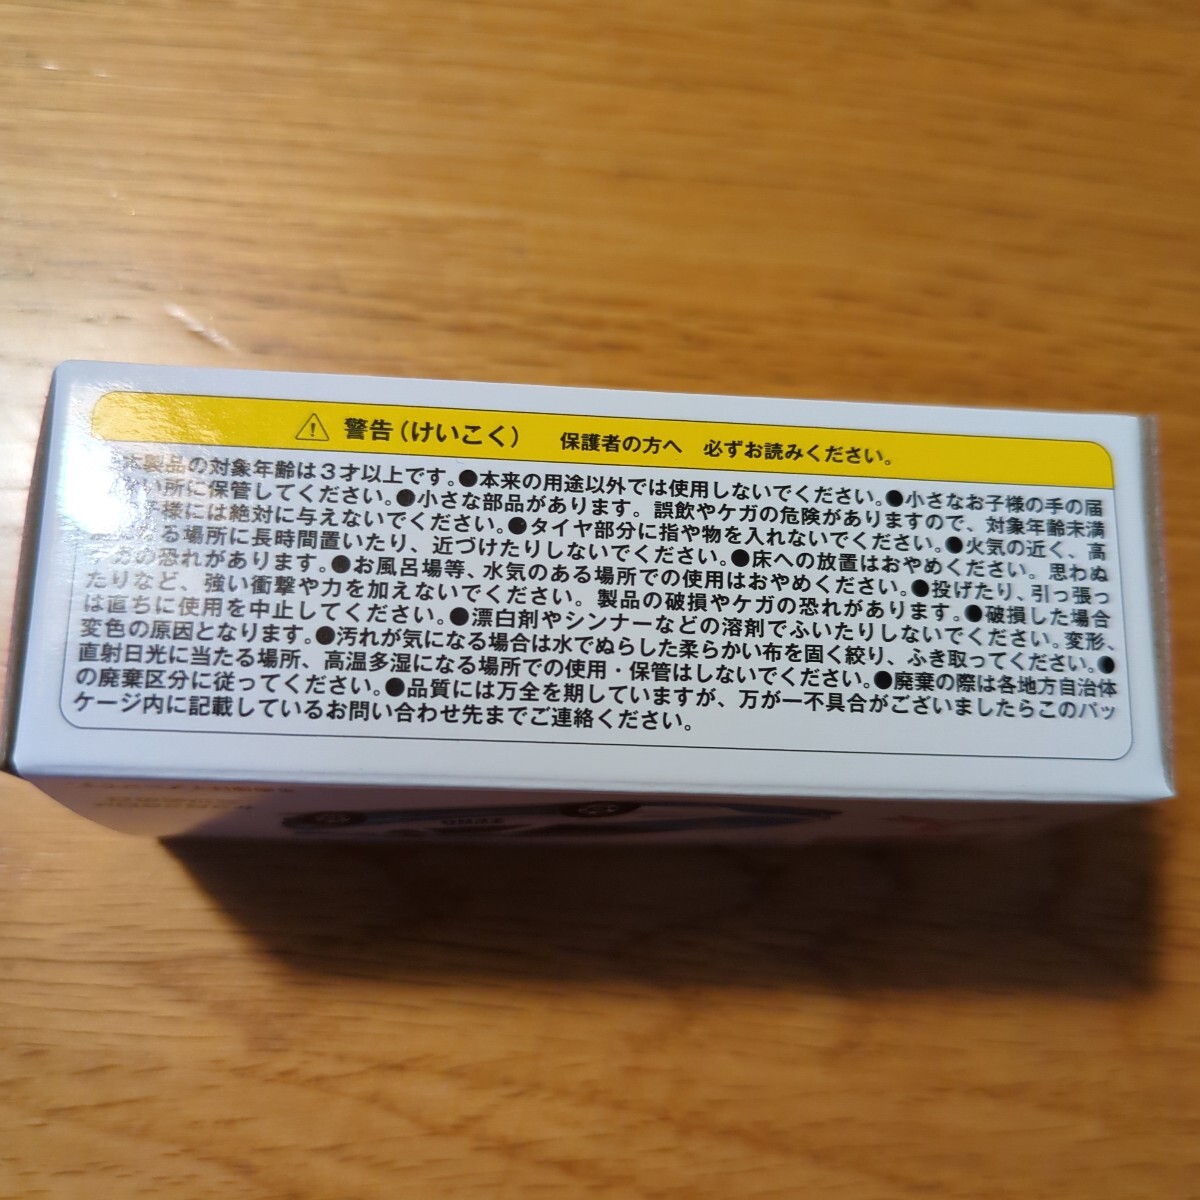 警告(けいこく) 保護者の方へ 必ずお読みください。
本製品の対象年齢は3才以上です。●本来の用途以外では使用しないでください。●小さなお子様の手の届
い所に保管してください。●小さな部品があります。誤飲やケガの危険がありますので、対象年齢未満
子様には絶対に与えないでください。●タイヤ部分に指や物を入れないでください。●火気の近く、高
る場所に長時間置いたり、近づけたりしないでください。●床への放置はおやめください。思わぬ
ガの恐れがあります。●お風呂場等、水気のある場所での使用はおやめください。●投げたり、引っ張っ
たりなど、強い衝撃や力を加えないでください。製品の破損やケガの恐れがあります。●破損した場合
は直ちに使用を中止してください。●漂白剤やシンナーなどの溶剤でふいたりしないでください。変形、
変色の原因となります。●汚れが気になる場合は水でぬらした柔らかい布を固く絞り、ふき取ってください。●
直射日光に当たる場所、高温多湿になる場所での使用・保管はしないでください。●廃棄の際は各地方自治体
の廃棄区分に従ってください。●品質には万全を期していますが、万が一不具合がございましたらこのパッ
ケージ内に記載しているお問い合わせ先までご連絡ください。